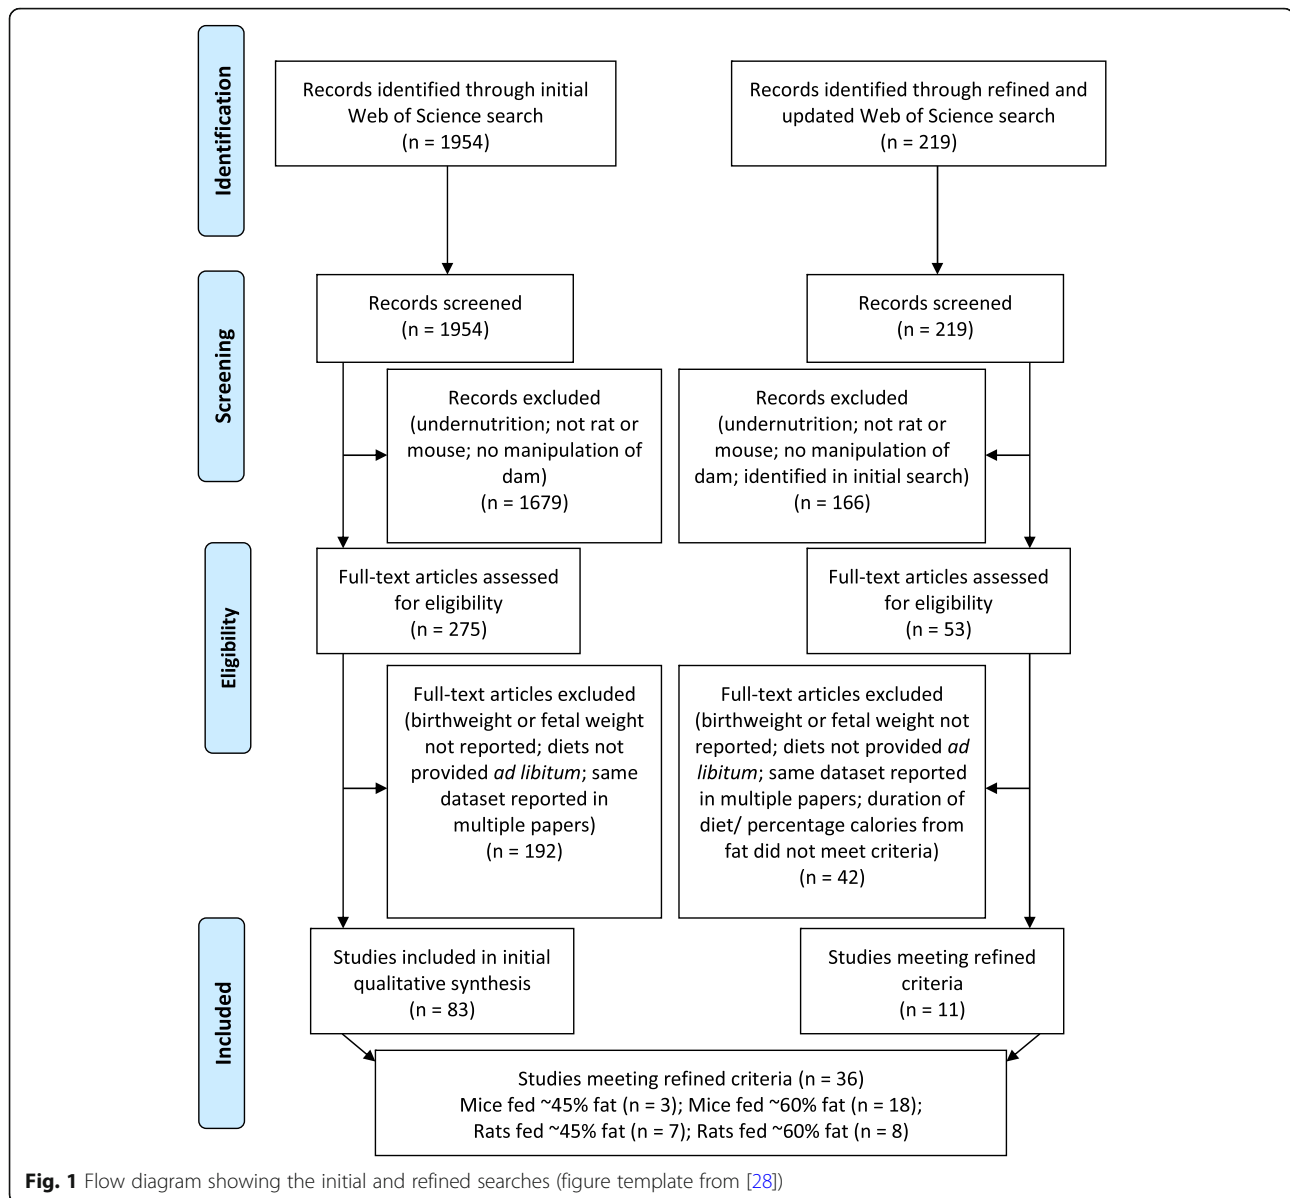 Identification
Records identified through initial
Web of Science search
(n = 1954)
Records identified through refined and
updated Web of Science search
(n = 219)
Screening
Records screened
(n = 1954)
Records screened
(n = 219)
Records excluded
(undernutrition; not rat or
mouse; no manipulation of
dam)
(n = 1679)
Records excluded
(undernutrition; not rat or
mouse; no manipulation of
dam; identified in initial search)
(n = 166)
Eligibility
Full-text articles assessed
for eligibility
(n = 275)
Full-text articles assessed
for eligibility
(n = 53)
Full-text articles excluded
(birthweight or fetal weight
not reported; diets not
provided ad libitum; same
dataset reported in
multiple papers)
(n = 192)
Full-text articles excluded
(birthweight or fetal weight not
reported; diets not provided ad
libitum; same dataset reported
in multiple papers; duration of
diet/ percentage calories from
fat did not meet criteria)
(n = 42)
Included
Studies included in initial
qualitative synthesis
(n = 83)
Studies meeting refined
criteria
(n = 11)
Studies meeting refined criteria (n = 36)
Mice fed ~45% fat (n = 3); Mice fed ~60% fat (n = 18);
Rats fed ~45% fat (n = 7); Rats fed ~60% fat (n = 8)
Fig. 1 Flow diagram showing the initial and refined searches (figure template from [28])